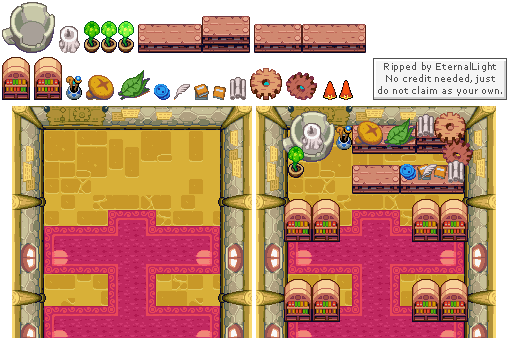 Ripped by EternalLight
No credit needed, just
do not claim as your own.